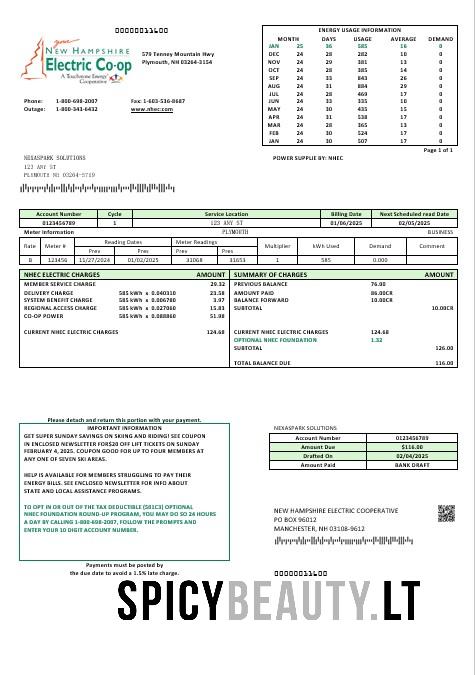 00000011600
your
NEW HAMPSHIRE
Electric Co-op
A Touchstone Energy®
Cooperative
579 Tenney Mountain Hwy
Plymouth, NH 03264-3154
Phone: 1-800-698-2007 Fax: 1-603-536-8687
Outage: 1-800-343-6432 www.nhec.com
ENERGY USAGE INFORMATION
MONTH DAYS USAGE AVERAGE DEMAND
JAN 25 36 585 16 0
DEC 24 28 282 10 0
NOV 24 29 381 13 0
OCT 24 28 385 14 0
SEP 24 33 843 26 0
AUG 24 31 884 29 0
JUL 24 28 469 17 0
JUN 24 33 335 10 0
MAY 24 30 435 15 0
APR 24 31 538 17 0
MAR 24 28 365 13 0
FEB 24 30 524 17 0
JAN 24 30 507 17 0
Page 1 of 1
POWER SUPPLIE BY: NHEC
NEXASPARK SOLUTIONS
123 ANY ST
PLYMOUTH NH 03264-5719
Account Number Cycle Service Location Billing Date Next Scheduled read Date
0123456789 1 123 ANY ST 01/06/2025 02/05/2025
Meter Information PLYMOUTH BUSINESS
Rate Meter # Reading Dates Meter Readings Multiplier kWh Used Demand Comment
Prev Prev Prev Prev
B 123456 11/27/2024 01/02/2025 31068 31653 1 585 0.000
NHEC ELECTRIC CHARGES AMOUNT
MEMBER SERVICE CHARGE 29.32
DELIVERY CHARGE 585 kWh x 0.040310 23.58
SYSTEM BENEFIT CHARGE 585 kWh x 0.006780 3.97
REGIONAL ACCESS CHARGE 585 kWh x 0.027060 15.83
CO-OP POWER 585 kWh x 0.088860 51.98
CURRENT NHEC ELECTRIC CHARGES 124.68
SUMMARY OF CHARGES AMOUNT
PREVIOUS BALANCE 76.00
AMOUNT PAID 86.00CR
BALANCE FORWARD 10.00CR
SUBTOTAL 10.00CR
CURRENT NHEC ELECTRIC CHARGES 124.68
OPTIONAL NHEC FOUNDATION 1.32
SUBTOTAL 126.00
TOTAL BALANCE DUE 116.00
Please detach and return this portion with your payment.
IMPORTANT INFORMATION
GET SUPER SUNDAY SAVINGS ON SKIING AND RIDING! SEE COUPON
IN ENCLOSED NEWSLETTER FOR$20 OFF LIFT TICKETS ON SUNDAY
FEBRUARY 4, 2025. COUPON GOOD FOR UP TO FOUR MEMBERS AT
ANY ONE OF SEVEN SKI AREAS.
HELP IS AVAILABLE FOR MEMBERS STRUGGLING TO PAY THEIR
ENERGY BILLS. SEE ENCLOSED NEWSLETTER FOR INFO ABOUT
STATE AND LOCAL ASSISTANCE PROGRAMS.
TO OPT IN OR OUT OF THE TAX DEDUCTIBLE (501C3) OPTIONAL
NHEC FOUNDATION ROUND-UP PROGRAM, YOU MAY DO SO 24 HOURS
A DAY BY CALLING 1-800-698-2007, FOLLOW THE PROMPTS AND
ENTER YOUR 10 DIGIT ACCOUNT NUMBER.
Payments must be posted by
the due date to avoid a 1.5% late charge.
NEXASPARK SOLUTIONS
Account Number 0123456789
Amount Due $116.00
Drafted On 02/04/2025
Amount Paid BANK DRAFT
NEW HAMPSHIRE ELECTRIC COOPERATIVE
PO BOX 96012
MANCHESTER, NH 03108-9612
00000011600
SPICYBEAUTY.LT